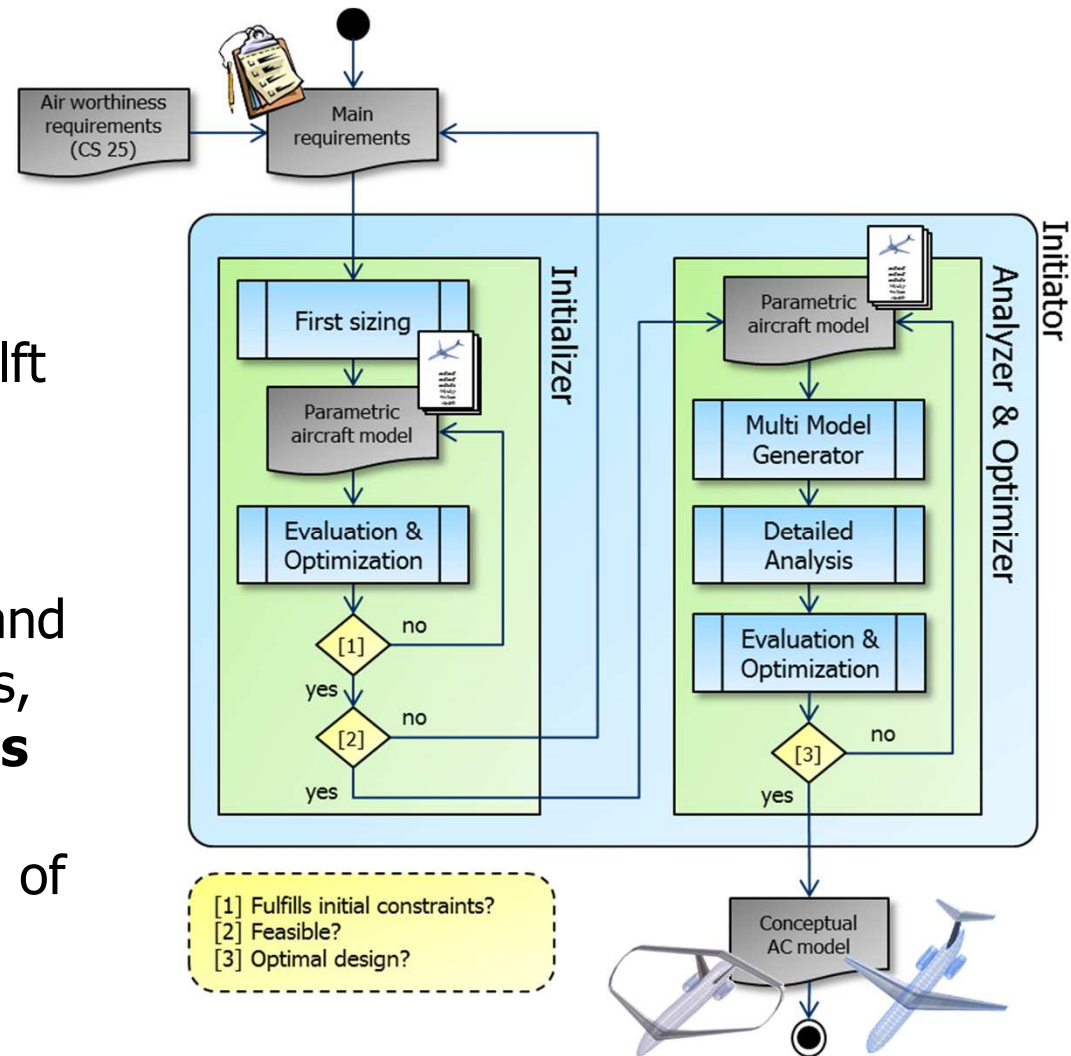 lft
and
s,
s
of
Air worthiness
requirements
(CS 25)
Main
requirements
Initiator
Initializer
First sizing
Parametric
aircraft model
Evaluation &
Optimization
[1]
no
yes
[2]
no
yes
Analyzer & Optimizer
Parametric
aircraft model
Multi Model
Generator
Detailed
Analysis
Evaluation &
Optimization
[3]
no
yes
[1] Fulfills initial constraints?
[2] Feasible?
[3] Optimal design?
Conceptual
AC model